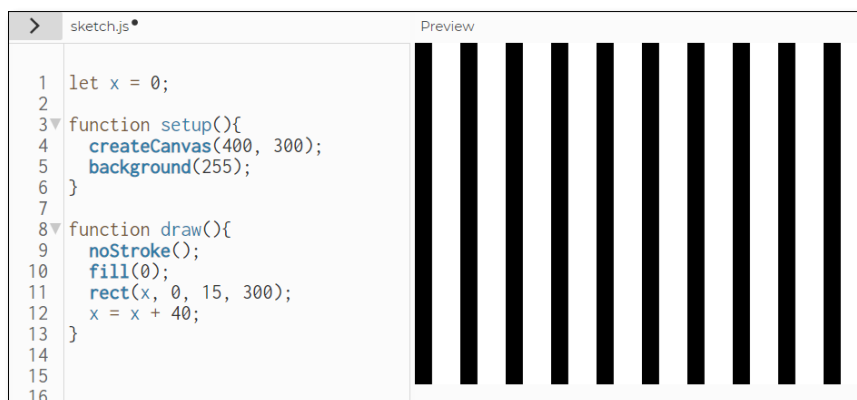 sketch.js Preview
1 let x = 0;
2
3 function setup(){
4   createCanvas(400, 300);
5   background(255);
6 }
7
8 function draw(){
9   noStroke();
10   fill(0);
11   rect(x, 0, 15, 300);
12   x = x + 40;
13 }
14
15
16